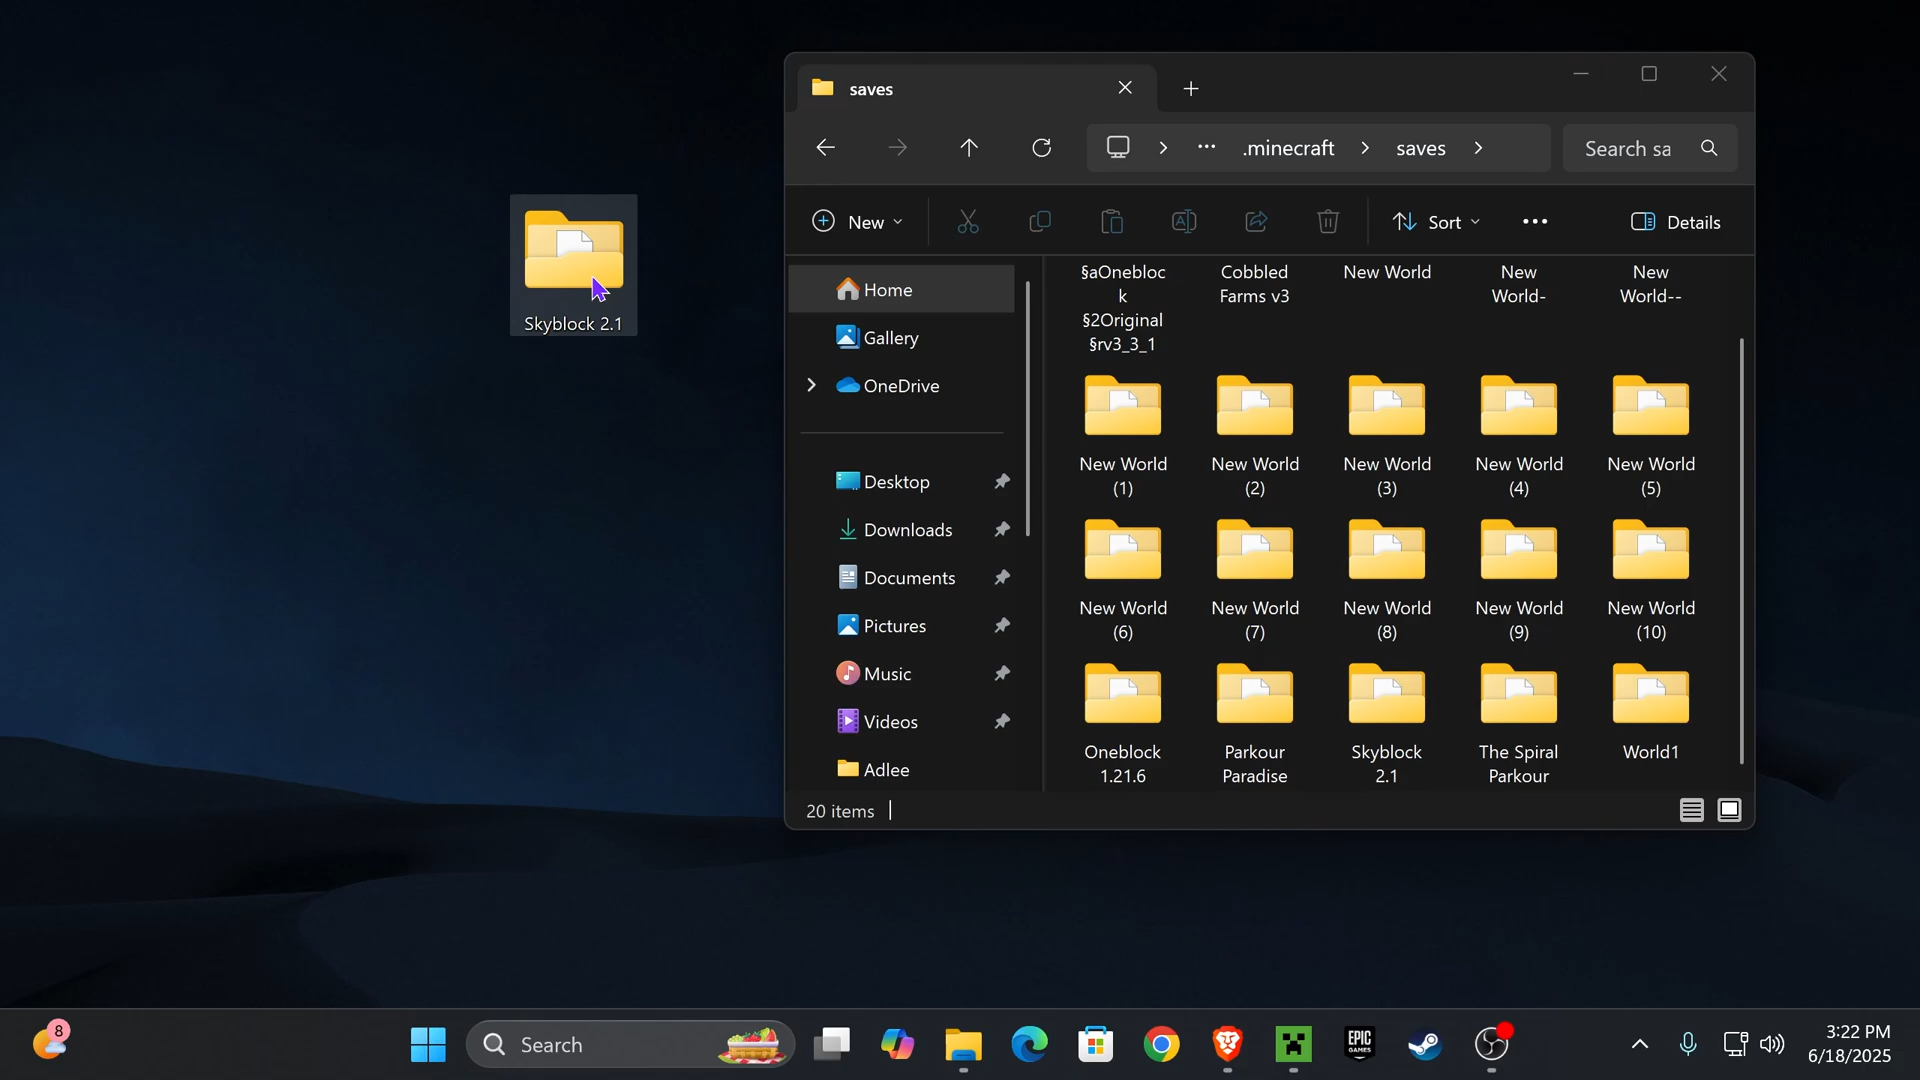 saves
.minecraft
saves
Search sa
New
Sort
Details
Skyblock 2.1
Home
Gallery
OneDrive
Desktop
Downloads
Documents
Pictures
Music
Videos
Adlee
§aOnebloc
k
§2Original
§rv3_3_1
Cobbled
Farms v3
New World
New
World-
New
World--
New World
(1)
New World
(2)
New World
(3)
New World
(4)
New World
(5)
New World
(6)
New World
(7)
New World
(8)
New World
(9)
New World
(10)
Oneblock
1.21.6
Parkour
Paradise
Skyblock
2.1
The Spiral
Parkour
World1
20 items
8
Search
EPIC
GAMES
3:22 PM
6/18/2025